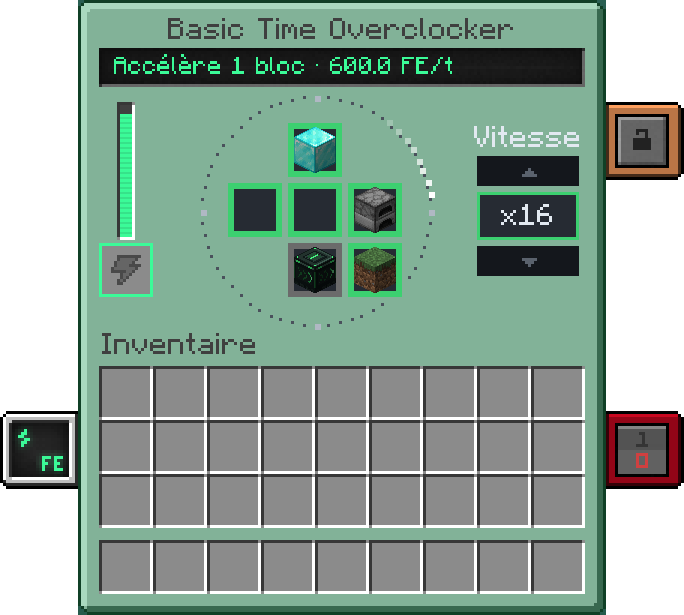 Basic Time Overclocker
Accélère 1 bloc · 600.0 FE/t
Vitesse
x16
Inventaire
FE
1
0